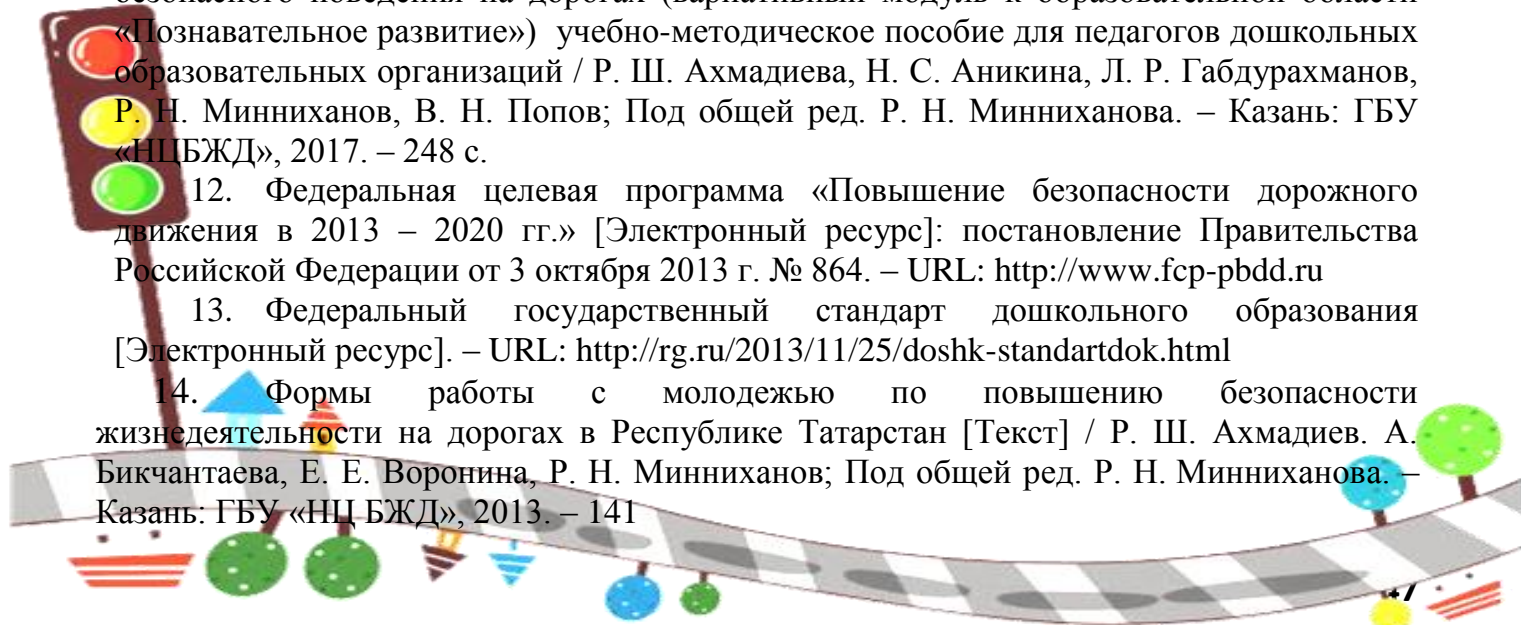 безопасного поведения на дорогах (вариативный модуль к образовательной области
«Познавательное развитие») учебно-методическое пособие для педагогов дошкольных
образовательных организаций / Р. Ш. Ахмадиева, Н. С. Аникина, Л. Р. Габдурахманов,
Р. Н. Минниханов, В. Н. Попов; Под общей ред. Р. Н. Минниханова. – Казань: ГБУ
«НЦБЖД», 2017. – 248 с.
12. Федеральная целевая программа «Повышение безопасности дорожного
движения в 2013 – 2020 гг.» [Электронный ресурс]: постановление Правительства
Российской Федерации от 3 октября 2013 г. № 864. – URL: http://www.fcp-pbdd.ru
13. Федеральный государственный стандарт дошкольного образования
[Электронный ресурс]. – URL: http://rg.ru/2013/11/25/doshk-standartdok.html
14. Формы работы с молодежью по повышению безопасности
жизнедеятельности на дорогах в Республике Татарстан [Текст] / Р. Ш. Ахмадиев. А.
Бикчантаева, Е. Е. Воронина, Р. Н. Минниханов; Под общей ред. Р. Н. Минниханова. –
Казань: ГБУ «НЦ БЖД», 2013. – 141